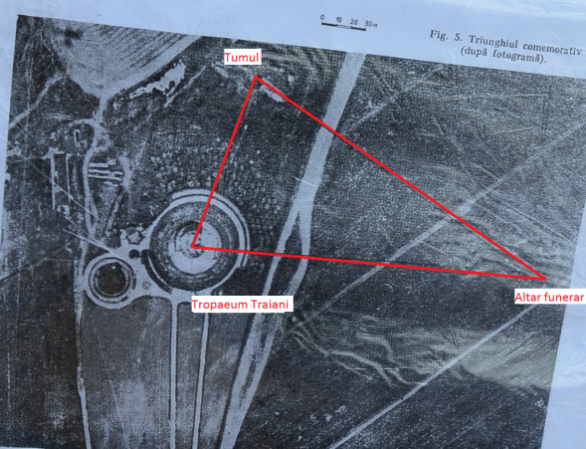 0 10 20 30m
Fig. 5. Triunghiul comemorativ
(după fotogramă).
Tumul
Tropaeum Traiani
Altar funerar